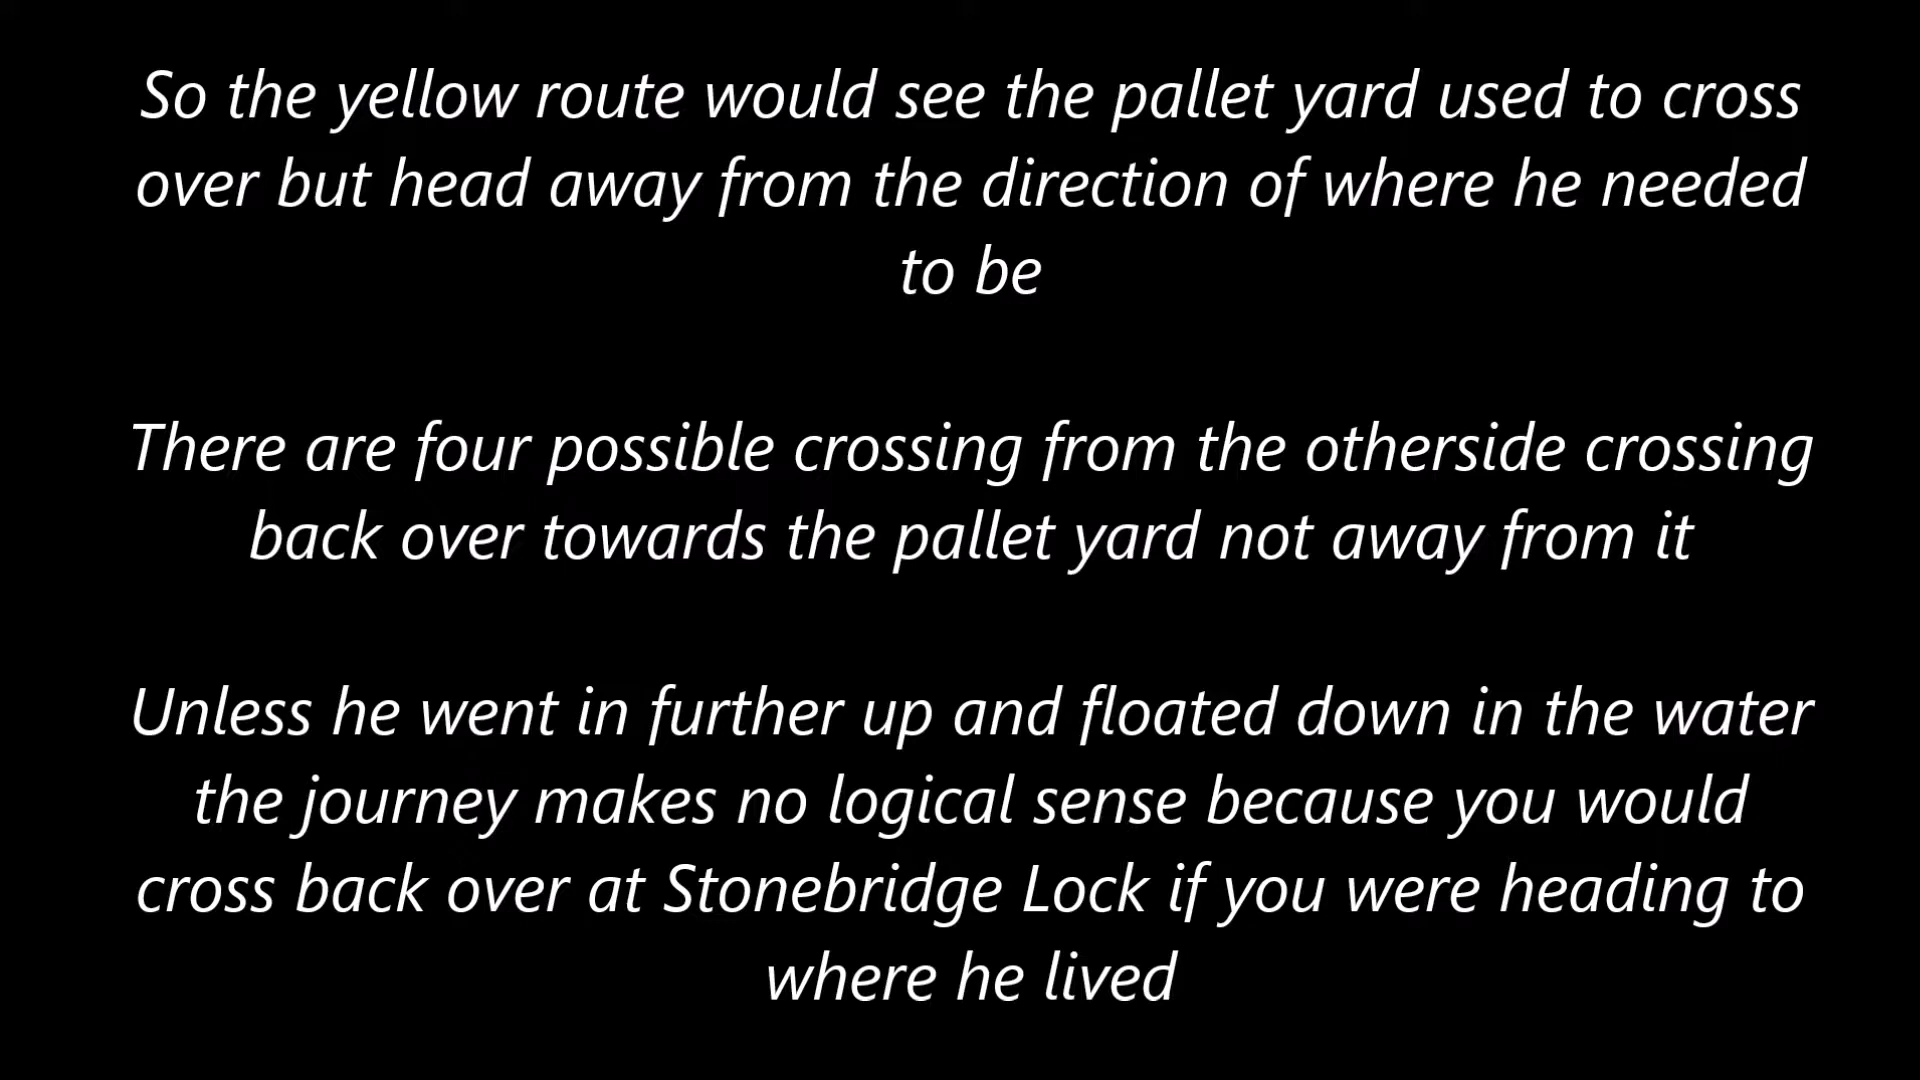 So the yellow route would see the pallet yard used to cross
over but head away from the direction of where he needed
to be
There are four possible crossing from the otherside crossing
back over towards the pallet yard not away from it
Unless he went in further up and floated down in the water
the journey makes no logical sense because you would
cross back over at Stonebridge Lock if you were heading to
where he lived